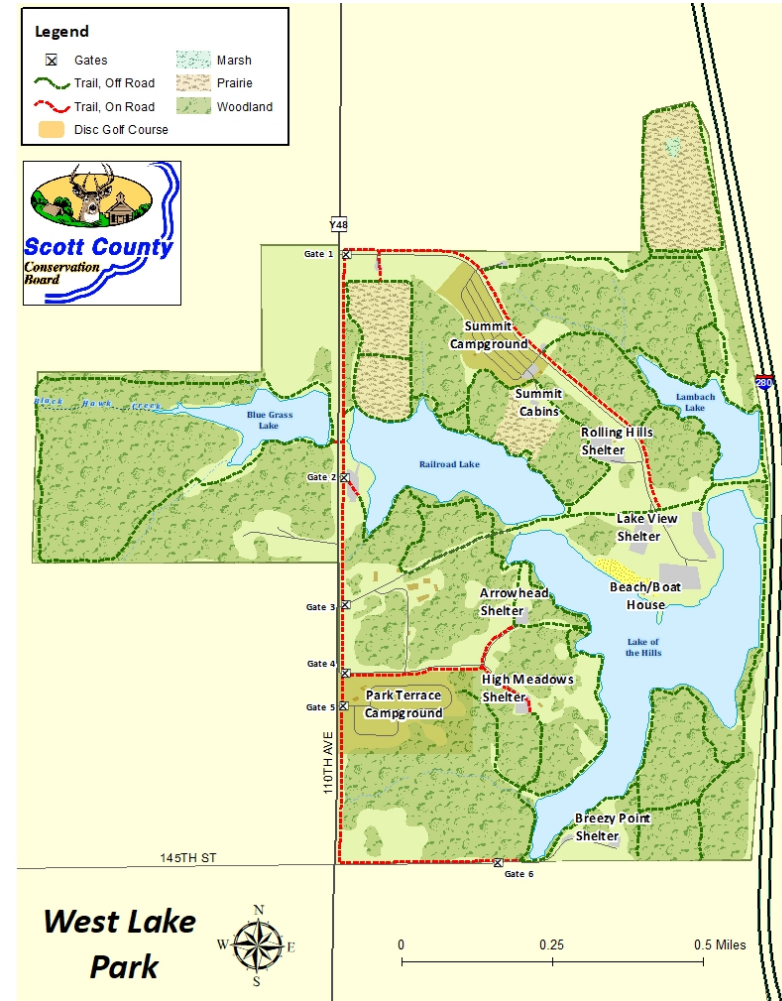 Legend
Gates
Trail, Off Road
Trail, On Road
Disc Golf Course
Marsh
Prairie
Woodland
Scott County
Conservation
Board
Y48
Gate 1
Summit
Campground
Summit
Cabins
280
Lambach
Lake
Black Hawk Creek
Blue Grass
Lake
Rolling Hills
Shelter
Railroad Lake
Gate 2
Lake View
Shelter
Beach/Boat
House
Arrowhead
Shelter
Gate 3
Lake of
the Hills
Gate 4
High Meadows
Shelter
Park Terrace
Campground
Gate 5
110TH AVE
Breezy Point
Shelter
145TH ST
Gate 6
West Lake
Park
N
W
E
S
0
0.25
0.5 Miles